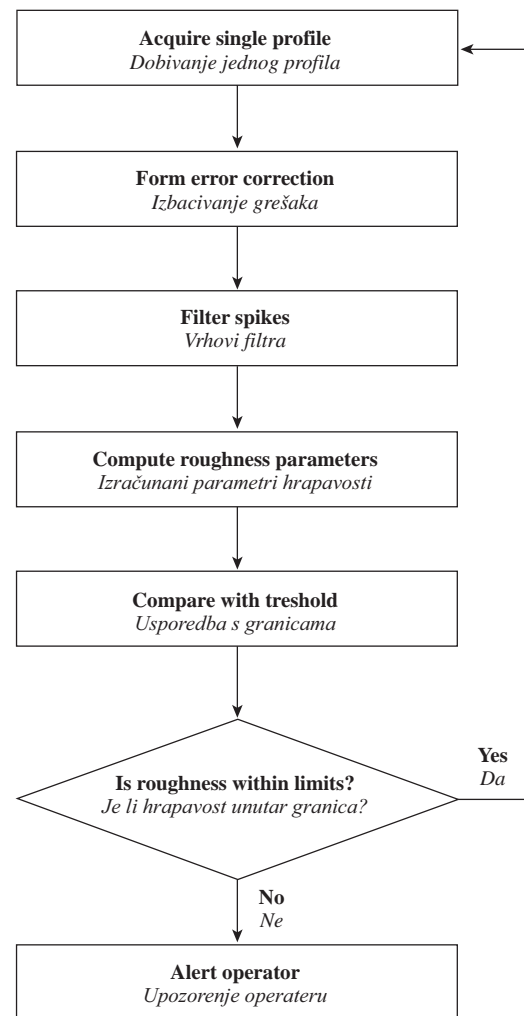 Acquire single profile
Dobivanje jednog profila
Form error correction
Izbacivanje grešaka
Filter spikes
Vrhovi filtra
Compute roughness parameters
Izračunani parametri hrapavosti
Compare with treshold
Usporedba s granicama
Is roughness within limits?
Je li hrapavost unutar granica?
Yes
Da
No
Ne
Alert operator
Upozorenje operateru